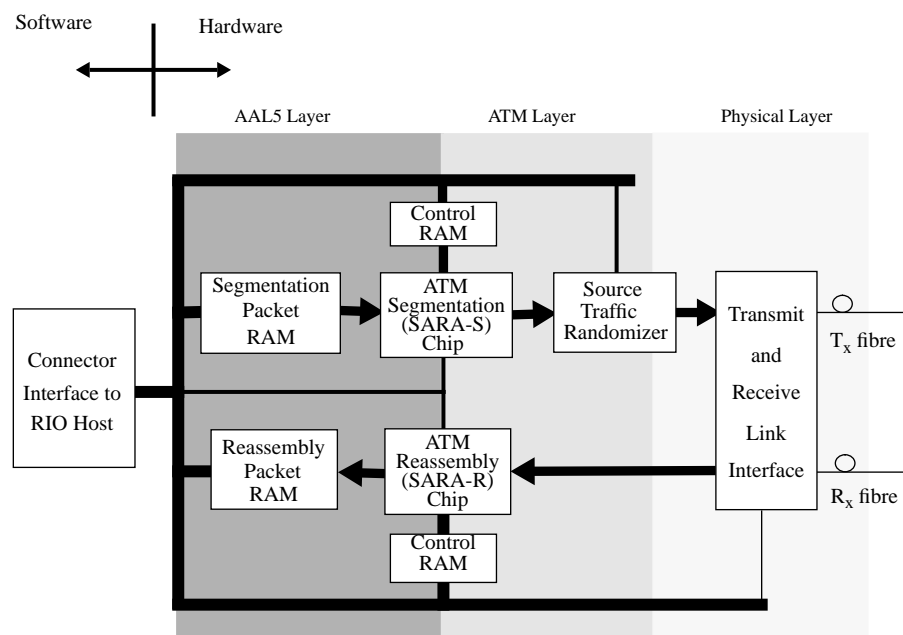 Software
Hardware
AAL5 Layer
ATM Layer
Physical Layer
Control
RAM
Segmentation
Packet
RAM
ATM
Segmentation
(SARA-S)
Chip
Source
Traffic
Randomizer
Transmit
and
Receive
Link
Interface
Tx fibre
Connector
Interface to
RIO Host
Reassembly
Packet
RAM
ATM
Reassembly
(SARA-R)
Chip
Rx fibre
Control
RAM